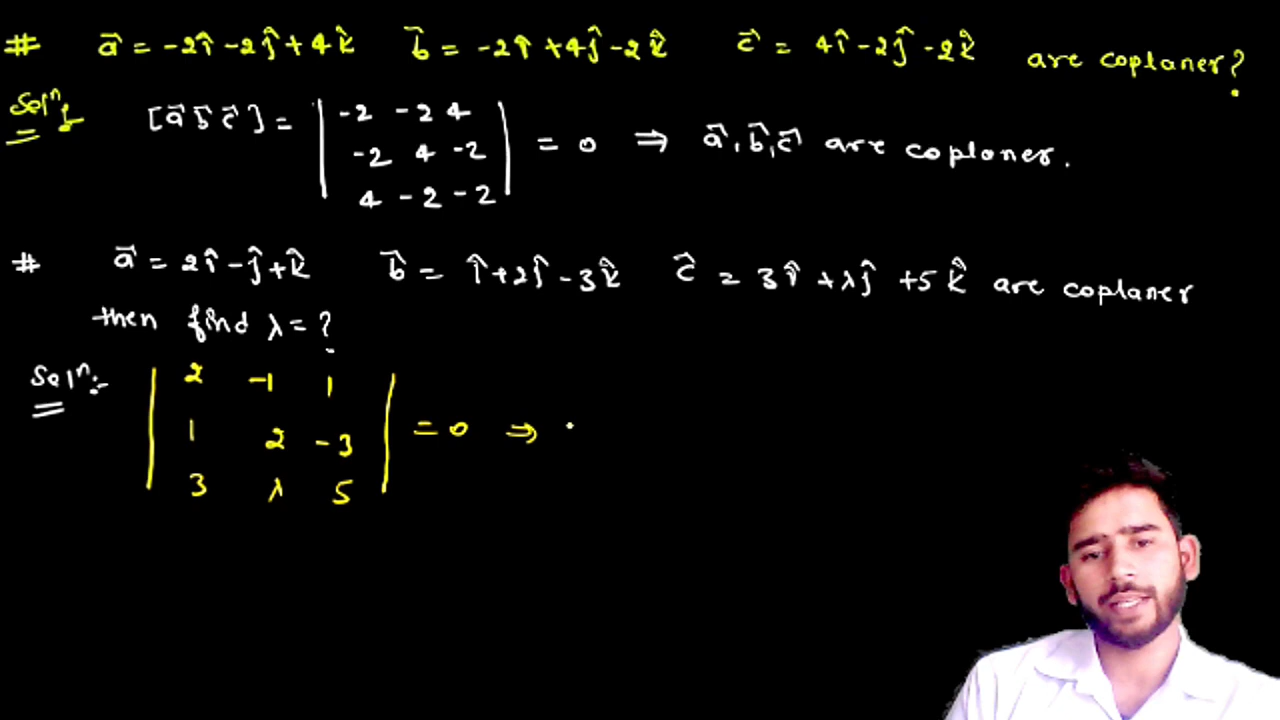 # a⃗ = -2î-2ĵ+4k̂ b⃗ = -2î+4ĵ-2k̂ c⃗ = 4î-2ĵ-2k̂ are coplaner?
Solⁿ:
[a⃗ b⃗ c⃗] = | -2 -2 4 |
| -2 4 -2 | = 0 ⇒ a⃗, b⃗, c⃗ are coplaner.
| 4 -2 -2 |
# a⃗ = 2î-ĵ+k̂ b⃗ = î+2ĵ-3k̂ c⃗ = 3î+λĵ+5k̂ are coplaner
then find λ = ?
Solⁿ:-
| 2 -1 1 |
| 1 2 -3 | = 0 ⇒
| 3 λ 5 |